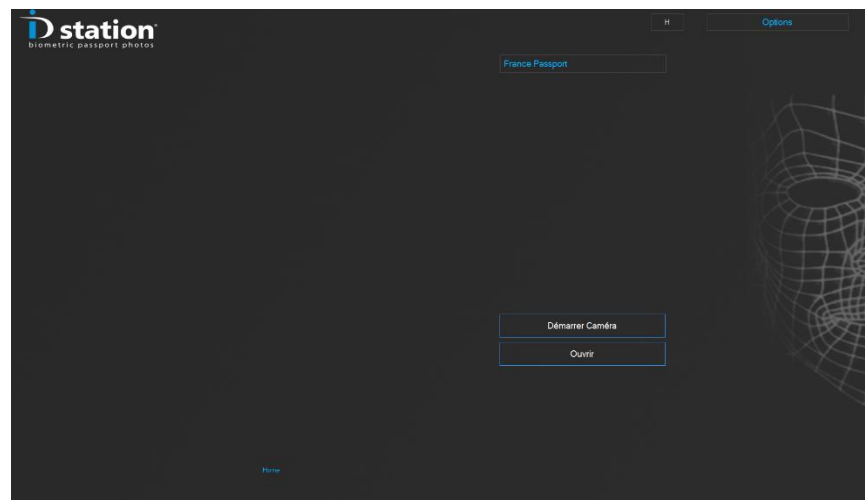 iD station
biometric passport photos
H
Options
France Passport
Démarrer Caméra
Ouvrir
Home